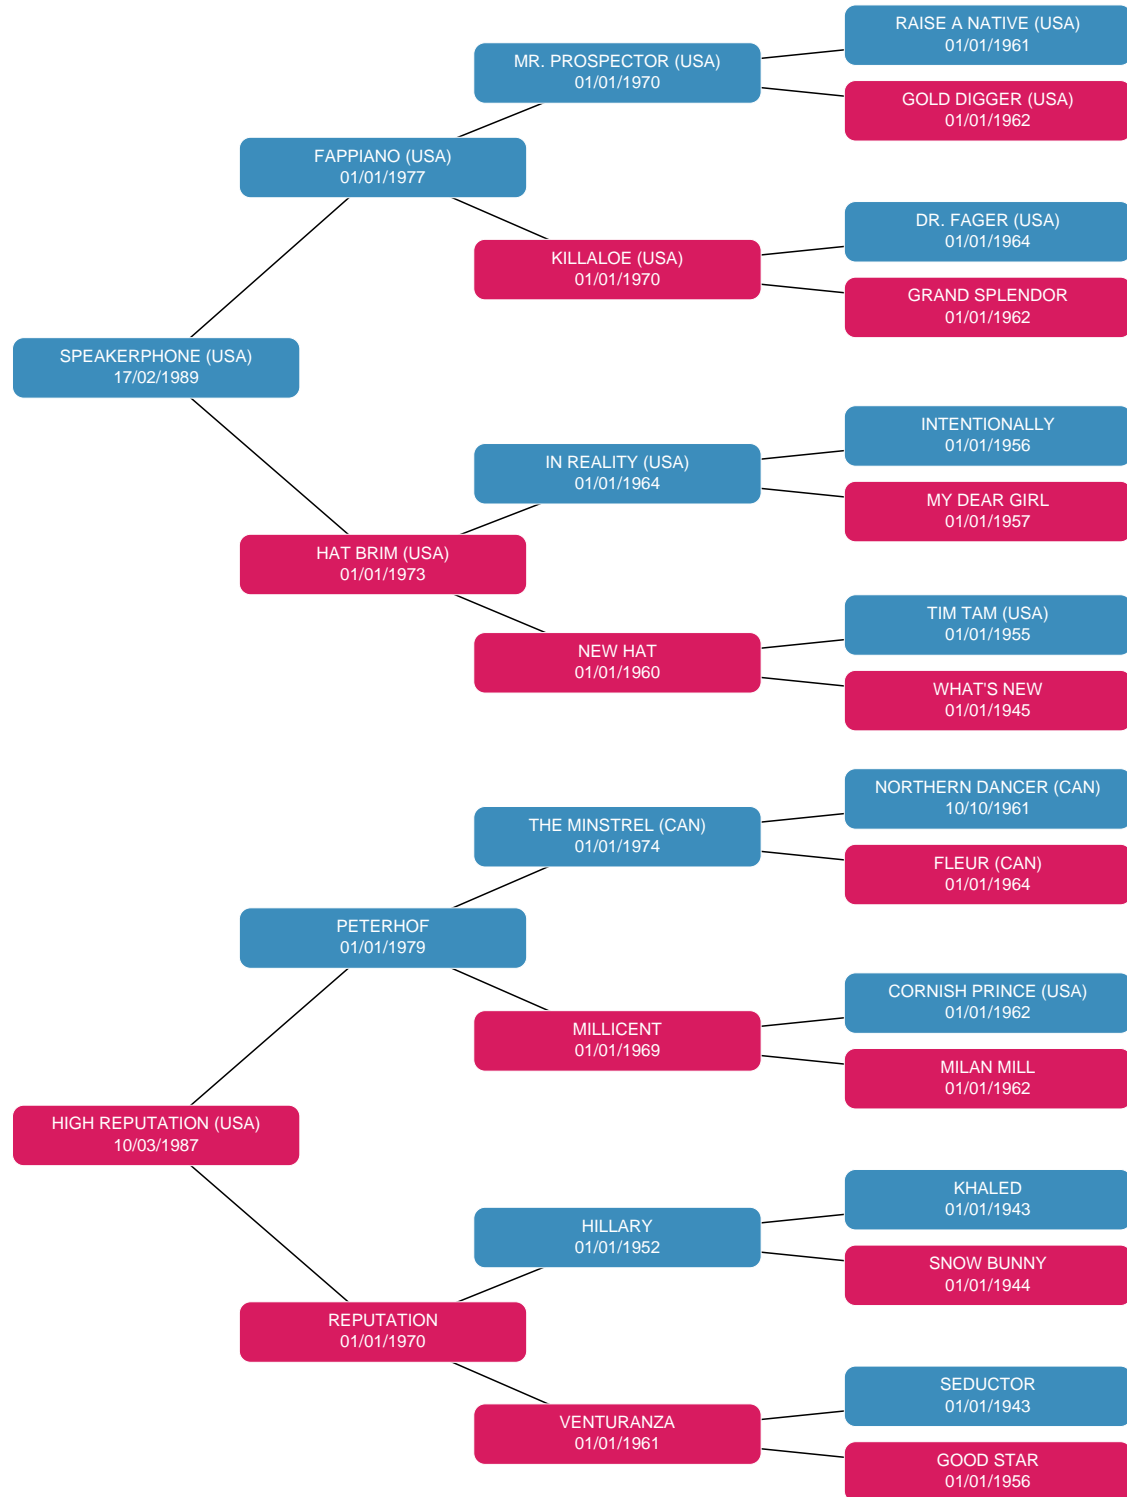 RAISE A NATIVE (USA)
01/01/1961
MR. PROSPECTOR (USA)
01/01/1970
GOLD DIGGER (USA)
01/01/1962
FAPPIANO (USA)
01/01/1977
DR. FAGER (USA)
01/01/1964
KILLALOE (USA)
01/01/1970
GRAND SPLENDOR
01/01/1962
SPEAKERPHONE (USA)
17/02/1989
INTENTIONALLY
01/01/1956
IN REALITY (USA)
01/01/1964
MY DEAR GIRL
01/01/1957
HAT BRIM (USA)
01/01/1973
TIM TAM (USA)
01/01/1955
NEW HAT
01/01/1960
WHAT'S NEW
01/01/1945
NORTHERN DANCER (CAN)
10/10/1961
THE MINSTREL (CAN)
01/01/1974
FLEUR (CAN)
01/01/1964
PETERHOF
01/01/1979
CORNISH PRINCE (USA)
01/01/1962
MILLICENT
01/01/1969
MILAN MILL
01/01/1962
HIGH REPUTATION (USA)
10/03/1987
KHALED
01/01/1943
HILLARY
01/01/1952
SNOW BUNNY
01/01/1944
REPUTATION
01/01/1970
SEDUCTOR
01/01/1943
VENTURANZA
01/01/1961
GOOD STAR
01/01/1956